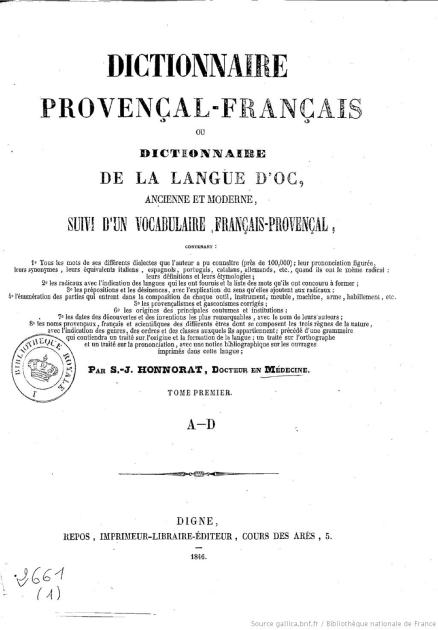 DICTIONNAIRE
PROVENÇAL-FRANÇAIS
OU
DICTIONNAIRE
DE LA LANGUE D'OC,
ANCIENNE ET MODERNE,
SUIVI D'UN VOCABULAIRE FRANÇAIS-PROVENÇAL,
CONTENANT :
1º Tous les mots de ses différents dialectes que l'auteur a pu connaître (près de 100,000) ; leur prononciation figurée,
leurs synonymes, leurs équivalents italiens, espagnols, portugais, catalans, allemands, etc., quand ils ont le même radical :
leurs définitions et leurs étymologies ;
2º les radicaux avec l'indication des langues qui les ont fournis et la liste des mots qu'ils ont concouru à former ;
3º les prépositions et les désinences, avec l'explication du sens qu'elles ajoutent aux radicaux :
4º l'énumération des parties qui entrent dans la composition de chaque outil, instrument, meuble, machine, arme, habillement, etc.
5º les provençalismes et gasconismes corrigés ;
6º les origines des principales coutumes et institutions :
7º les dates des découvertes et des inventions les plus remarquables, avec le nom de leurs auteurs ;
8º les noms provençaux, français et scientifiques des différents êtres dont se composent les trois règnes de la nature,
avec l'indication des genres, des ordres et des classes auxquels ils appartiennent ; précédé d'une grammaire
qui contiendra un traité sur l'origine et la formation de la langue ; un traité sur l'orthographe
et un traité sur la prononciation, avec une notice bibliographique sur les ouvrages
imprimés dans cette langue ;
BIBLIOTHÈQUE ROYALE
I
PAR S.-J. HONNORAT, DOCTEUR EN MÉDECINE.
TOME PREMIER.
A—D
DIGNE,
REPOS, IMPRIMEUR-LIBRAIRE-ÉDITEUR, COURS DES ARÈS, 5.
1846.
9661
(1)
Source gallica.bnf.fr / Bibliothèque nationale de France